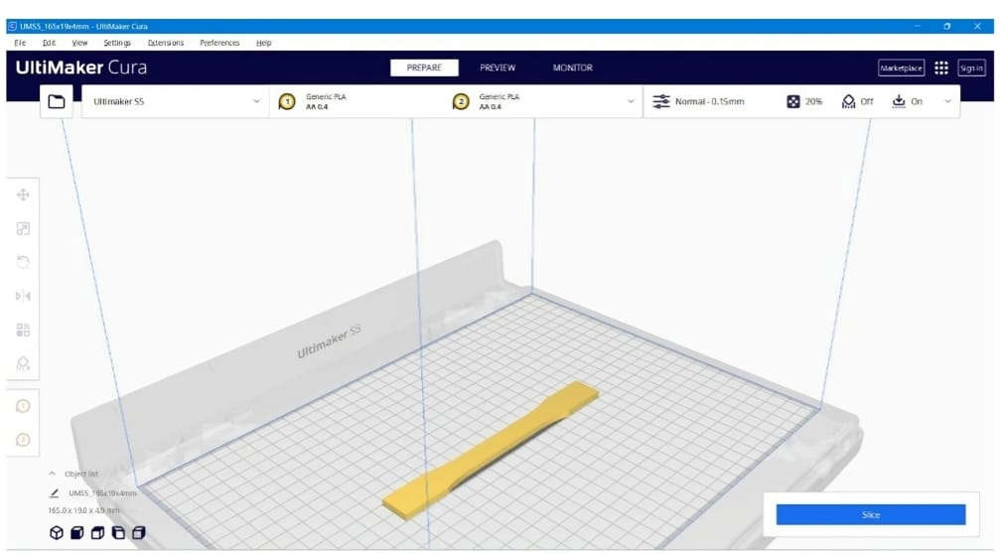 UMS5_165x19x4mm - UltiMaker Cura
File Edit View Settings Extensions Preferences Help
UltiMaker Cura
PREPARE PREVIEW MONITOR
Marketplace Sign in
Ultimaker S5
1 Generic PLA
AA 0.4
2 Generic PLA
AA 0.4
Normal - 0.15mm
20%
Off
On
Ultimaker S5
Object list
UMS5_165x19x4mm
165.0 x 19.0 x 4.0 mm
Slice